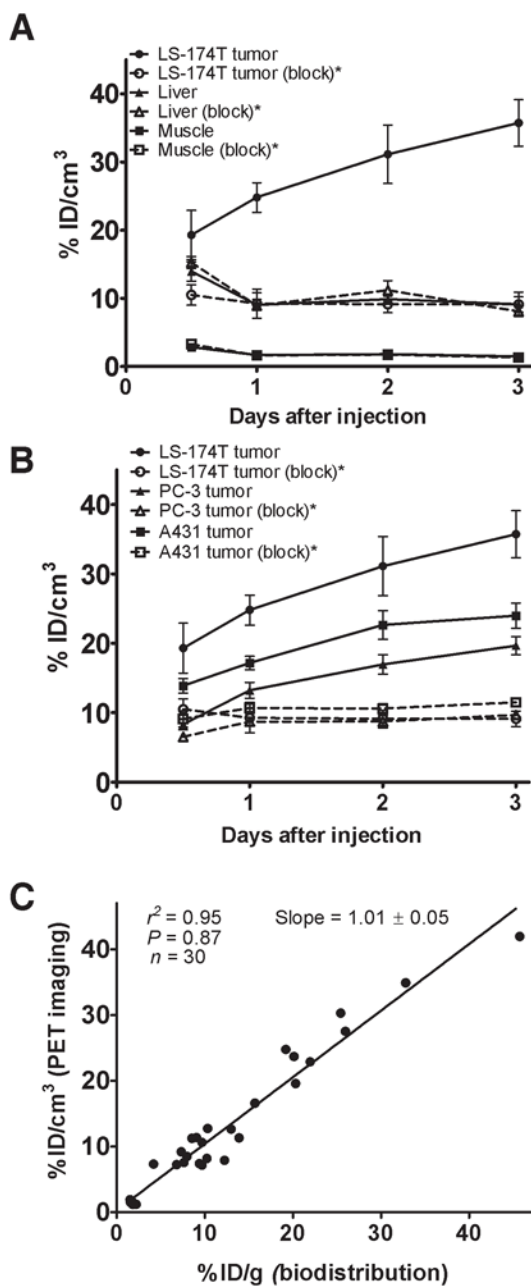 A
LS-174T tumor
LS-174T tumor (block)*
Liver
Liver (block)*
Muscle
Muscle (block)*
40
30
20
10
0
% ID/cm³
0 1 2 3
Days after injection
B
LS-174T tumor
LS-174T tumor (block)*
PC-3 tumor
PC-3 tumor (block)*
A431 tumor
A431 tumor (block)*
40
30
20
10
0
% ID/cm³
0 1 2 3
Days after injection
C
r² = 0.95 Slope = 1.01 ± 0.05
P = 0.87
n = 30
40
30
20
10
0
%ID/cm³ (PET imaging)
0 10 20 30 40
%ID/g (biodistribution)